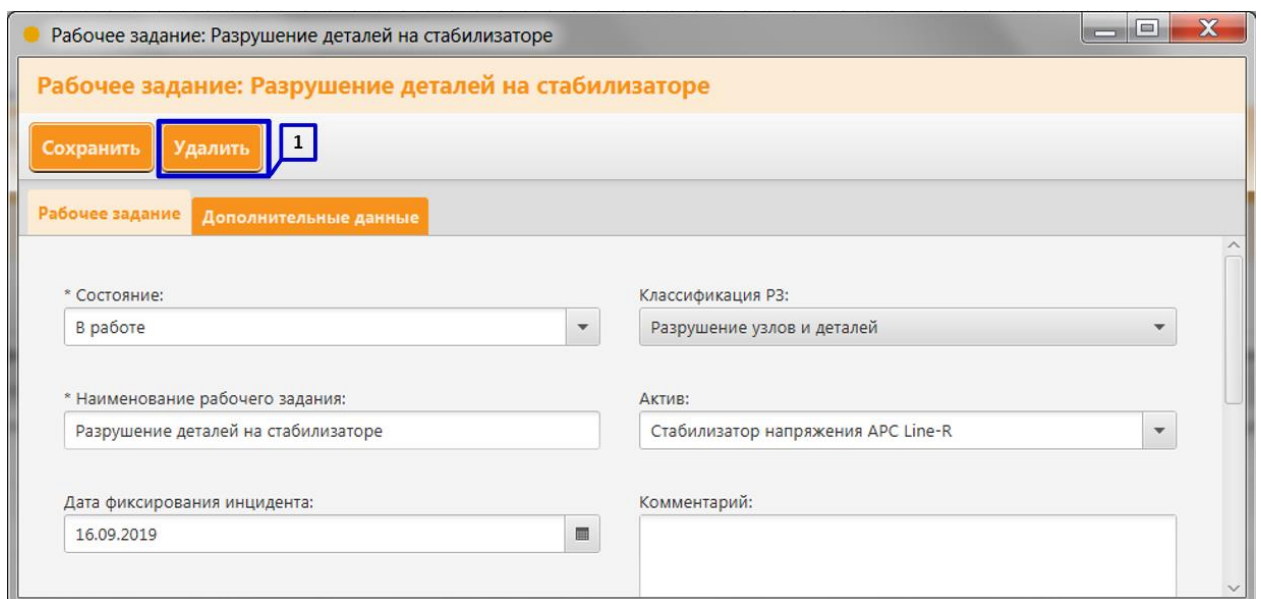 Рабочее задание: Разрушение деталей на стабилизаторе
Рабочее задание: Разрушение деталей на стабилизаторе
Сохранить Удалить 1
Рабочее задание Дополнительные данные
* Состояние: Классификация РЗ:
В работе Разрушение узлов и деталей
* Наименование рабочего задания: Актив:
Разрушение деталей на стабилизаторе Стабилизатор напряжения APC Line-R
Дата фиксирования инцидента: Комментарий:
16.09.2019